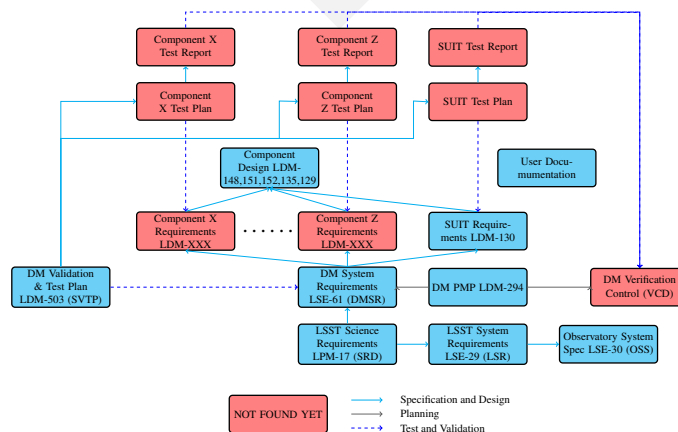 Component X
Test Report
Component Z
Test Report
SUIT Test Report
Component
X Test Plan
Component
Z Test Plan
SUIT Test Plan
Component
Design LDM-
148,151,152,135,129
User Docu-
mumentation
Component X
Requirements
LDM-XXX
Component Z
Requirements
LDM-XXX
SUIT Require-
ments LDM-130
DM Validation
& Test Plan
LDM-503 (SVTP)
DM System
Requirements
LSE-61 (DMSR)
DM PMP LDM-294
DM Verification
Control (VCD)
LSST Science
Requirements
LPM-17 (SRD)
LSST System
Requirements
LSE-29 (LSR)
Observatory System
Spec LSE-30 (OSS)
NOT FOUND YET
Specification and Design
Planning
Test and Validation